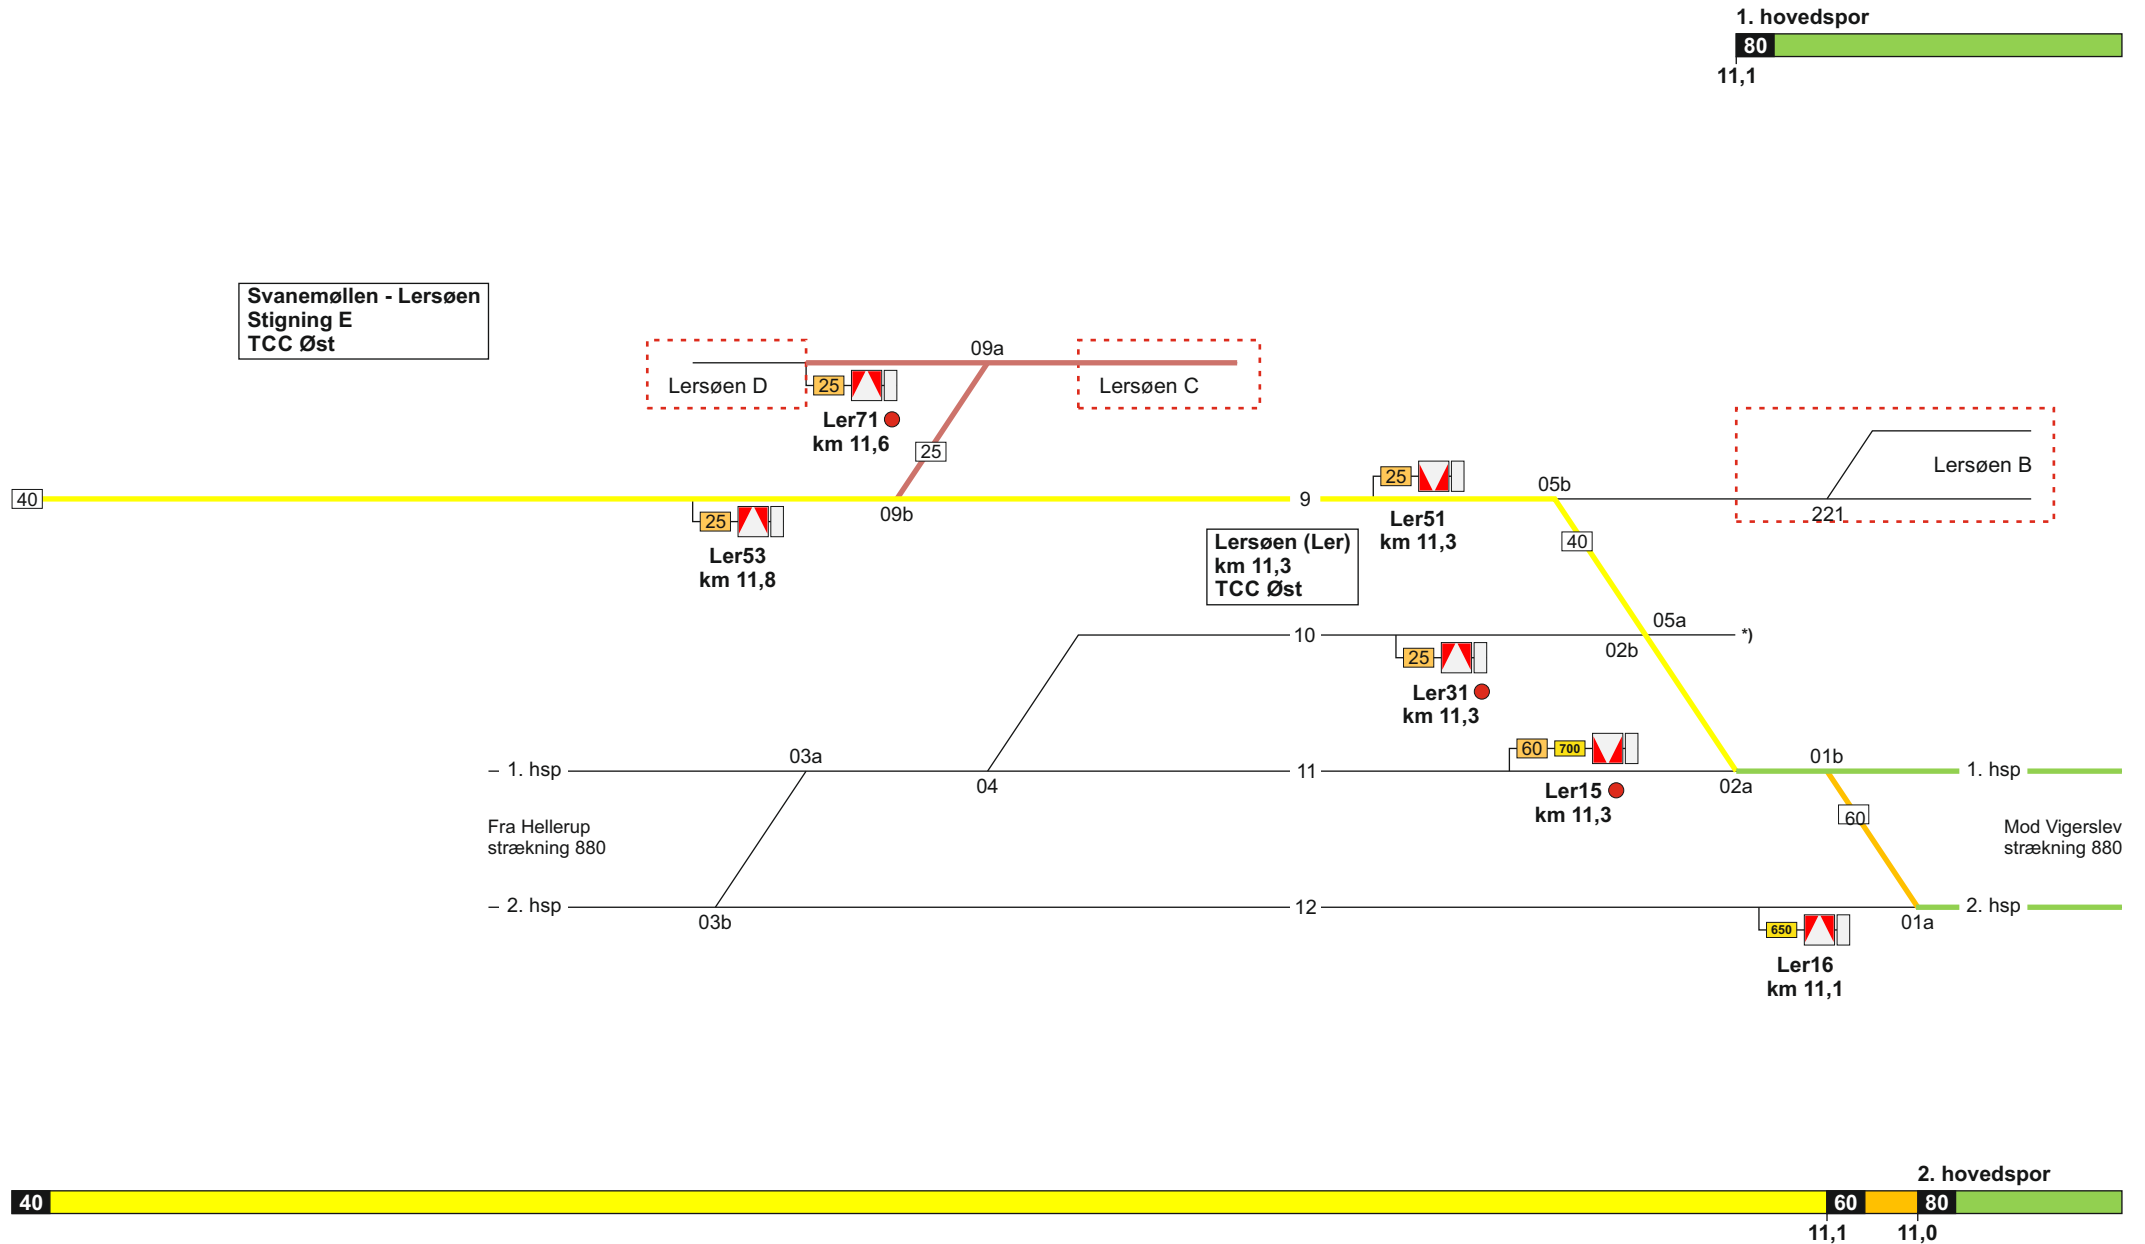 1. hovedspor
80
11,1
Svanemøllen - Lersøen
Stigning E
TCC Øst
09a
Lersøen D
25
Lersøen C
Ler71
km 11,6
25
Lersøen B
25
05b
40
9
09b
25
221
Ler51
km 11,3
Ler53
km 11,8
Lersøen (Ler)
km 11,3
TCC Øst
40
05a
10
*)
02b
25
Ler31
km 11,3
60
700
03a
01b
1. hsp
11
1. hsp
04
02a
Ler15
km 11,3
60
Fra Hellerup
strækning 880
Mod Vigerslev
strækning 880
2. hsp
12
2. hsp
03b
01a
650
Ler16
km 11,1
2. hovedspor
40
60
80
11,1
11,0